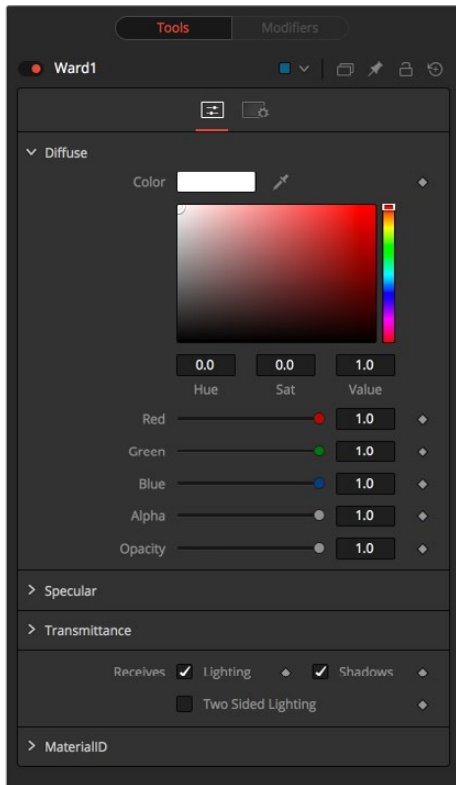 Tools Modifiers
Ward1
Diffuse
Color
0.0 0.0 1.0
Hue Sat Value
Red 1.0
Green 1.0
Blue 1.0
Alpha 1.0
Opacity 1.0
Specular
Transmittance
Receives Lighting Shadows
Two Sided Lighting
MaterialID